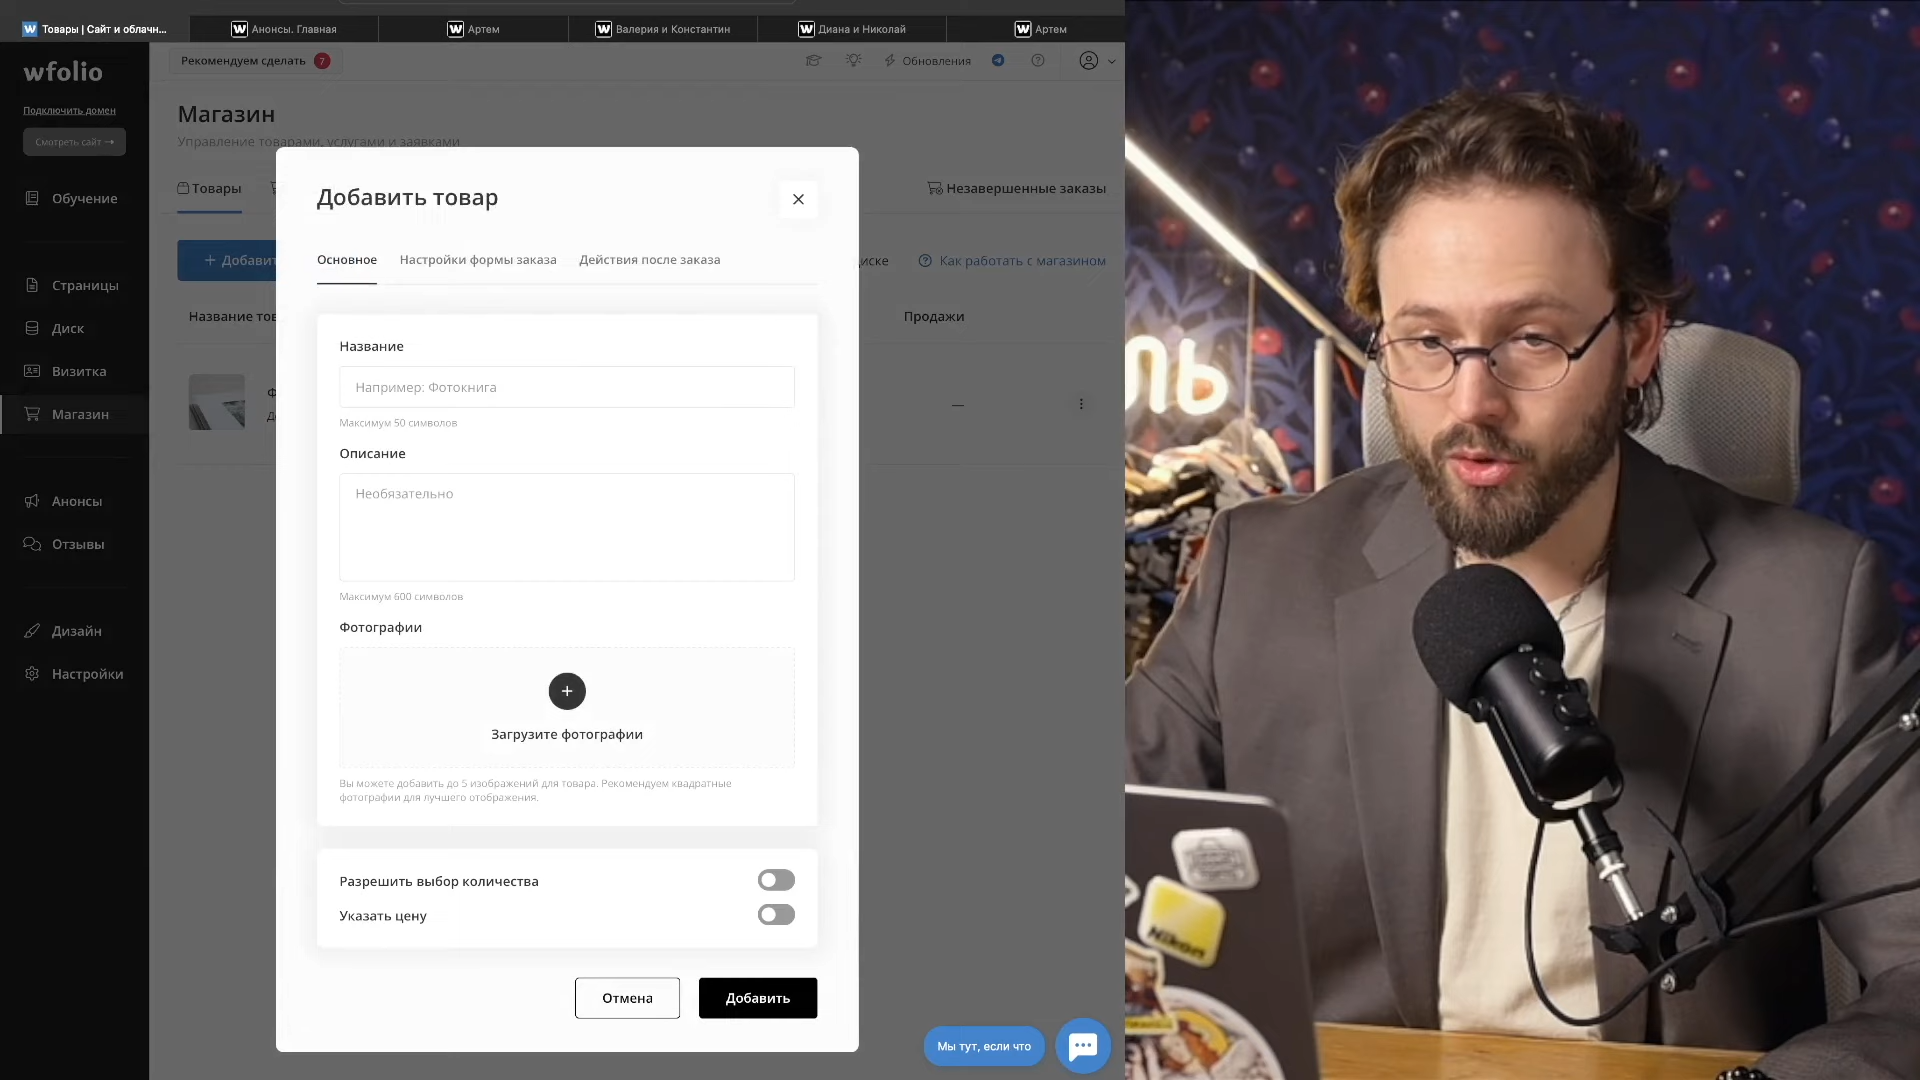 Товары | Сайт и облачн...
Анонсы. Главная
Артем
Валерия и Константин
Диана и Николай
Артем
wfolio
Подключить домен
Смотреть сайт →
Обучение
Страницы
Диск
Визитка
Магазин
Анонсы
Отзывы
Дизайн
Настройки
Рекомендуем сделать 7
Обновления
Магазин
Управление товарами, услугами и заявками
Товары
Незавершенные заказы
+ Добавит
диске
Как работать с магазином
Название тов
Продажи
Добавить товар
Основное
Настройки формы заказа
Действия после заказа
Название
Например: Фотокнига
Максимум 50 символов
Описание
Необязательно
Максимум 600 символов
Фотографии
Загрузите фотографии
Вы можете добавить до 5 изображений для товара. Рекомендуем квадратные
фотографии для лучшего отображения.
Разрешить выбор количества
Указать цену
Отмена
Добавить
Мы тут, если что
ль
Nikon